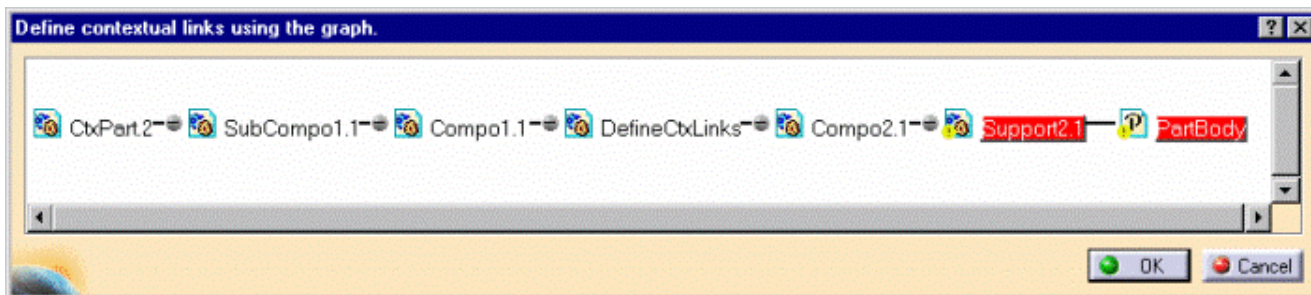 Define contextual links using the graph.
CtxPart.2 SubCompo1.1 Compo1.1 DefineCtxLinks Compo2.1 Support2.1 PartBody
OK Cancel